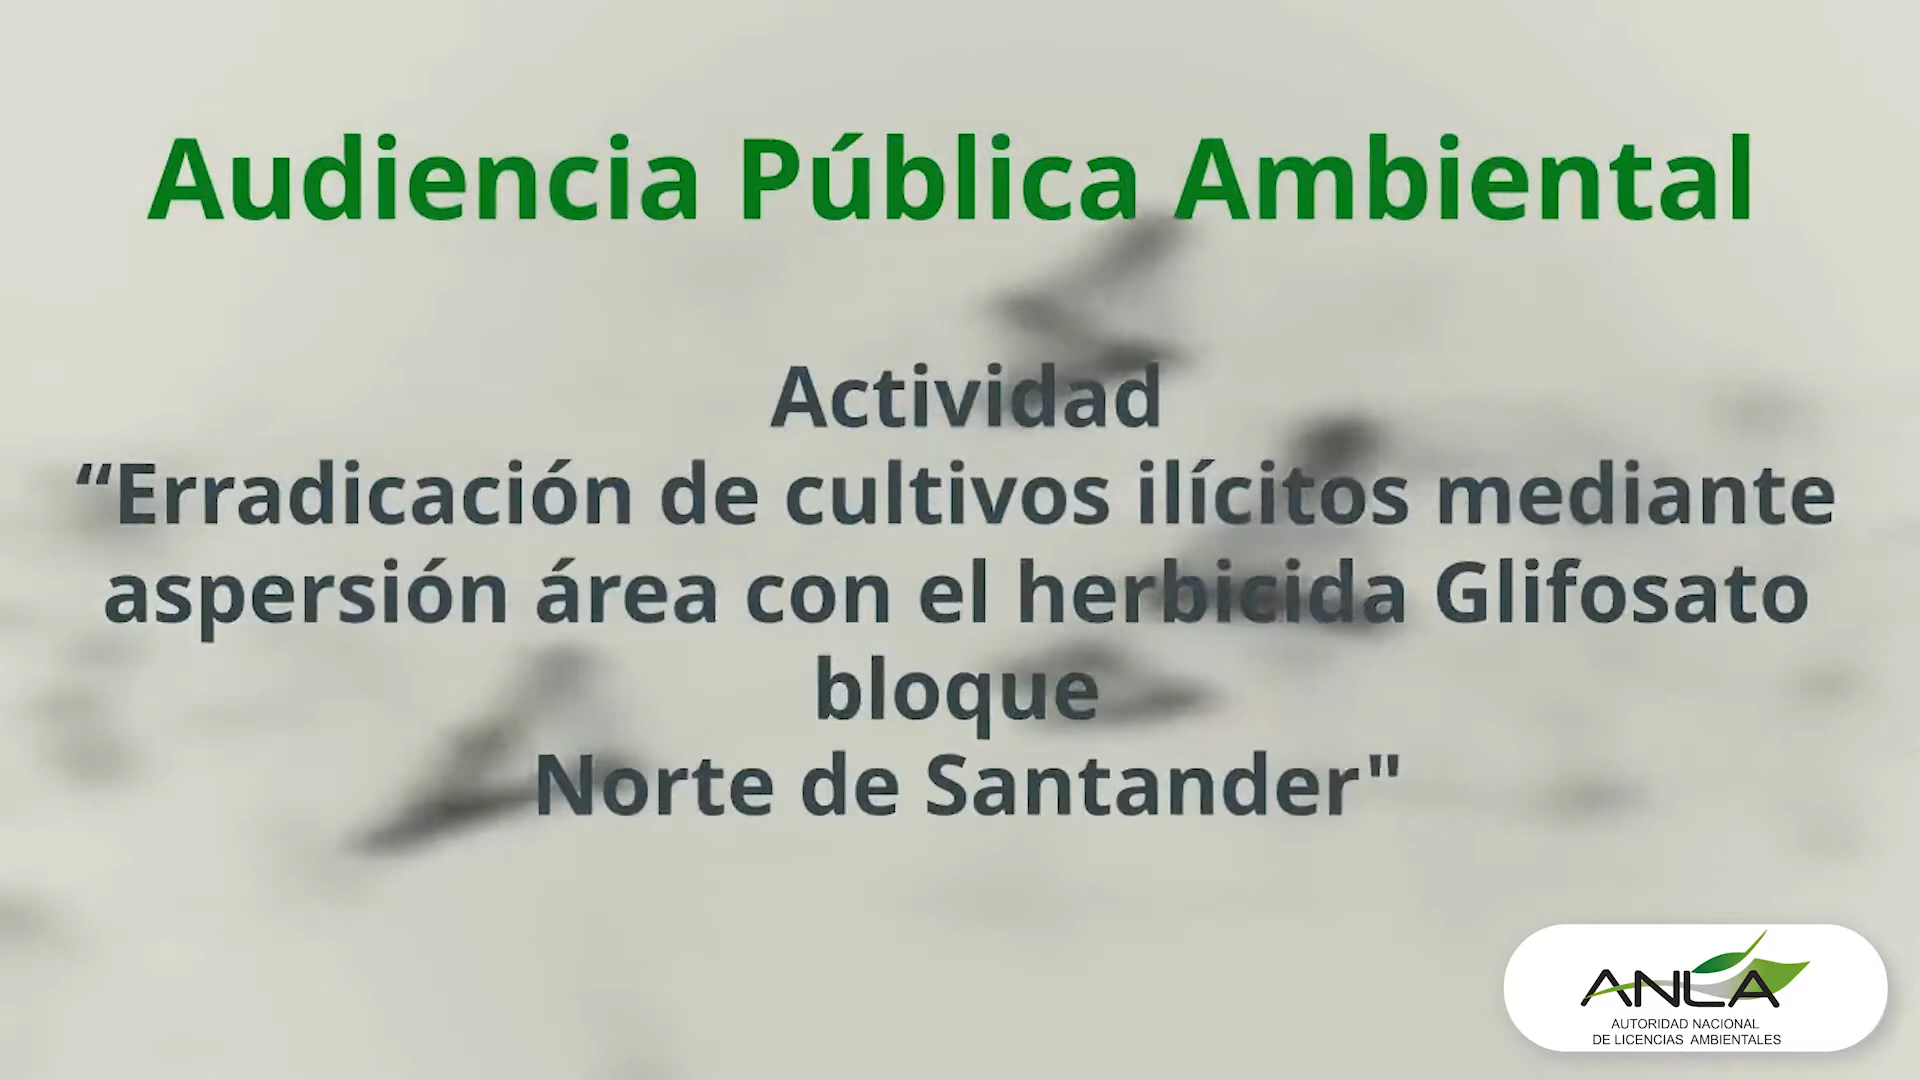 Audiencia Pública Ambiental
Actividad
“Erradicación de cultivos ilícitos mediante
aspersión área con el herbicida Glifosato
bloque
Norte de Santander"
ANLA
AUTORIDAD NACIONAL
DE LICENCIAS AMBIENTALES